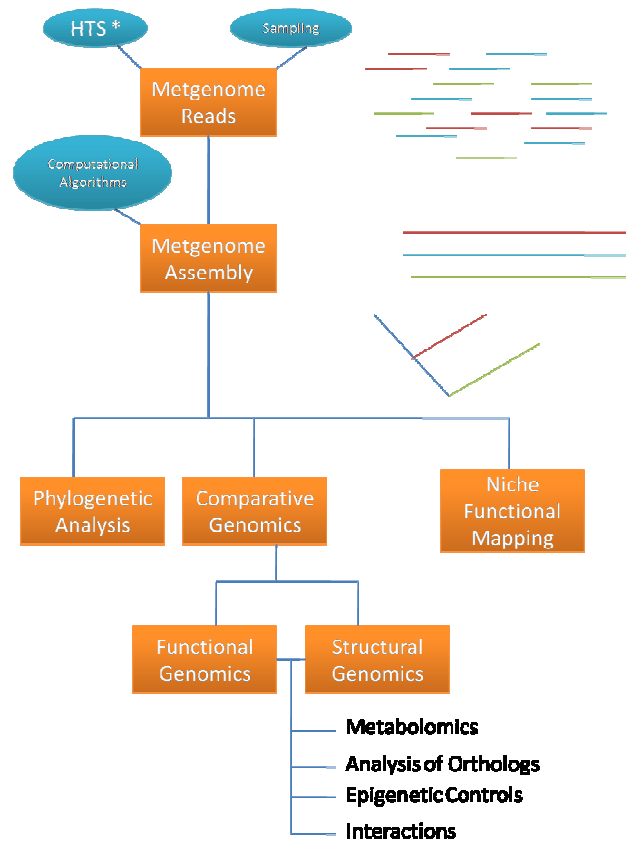 HTS *
Sampling
Metgenome
Reads
Computational
Algorithms
Metgenome
Assembly
Phylogenetic
Analysis
Comparative
Genomics
Niche
Functional
Mapping
Functional
Genomics
Structural
Genomics
Metabolomics
Analysis of Orthologs
Epigenetic Controls
Interactions